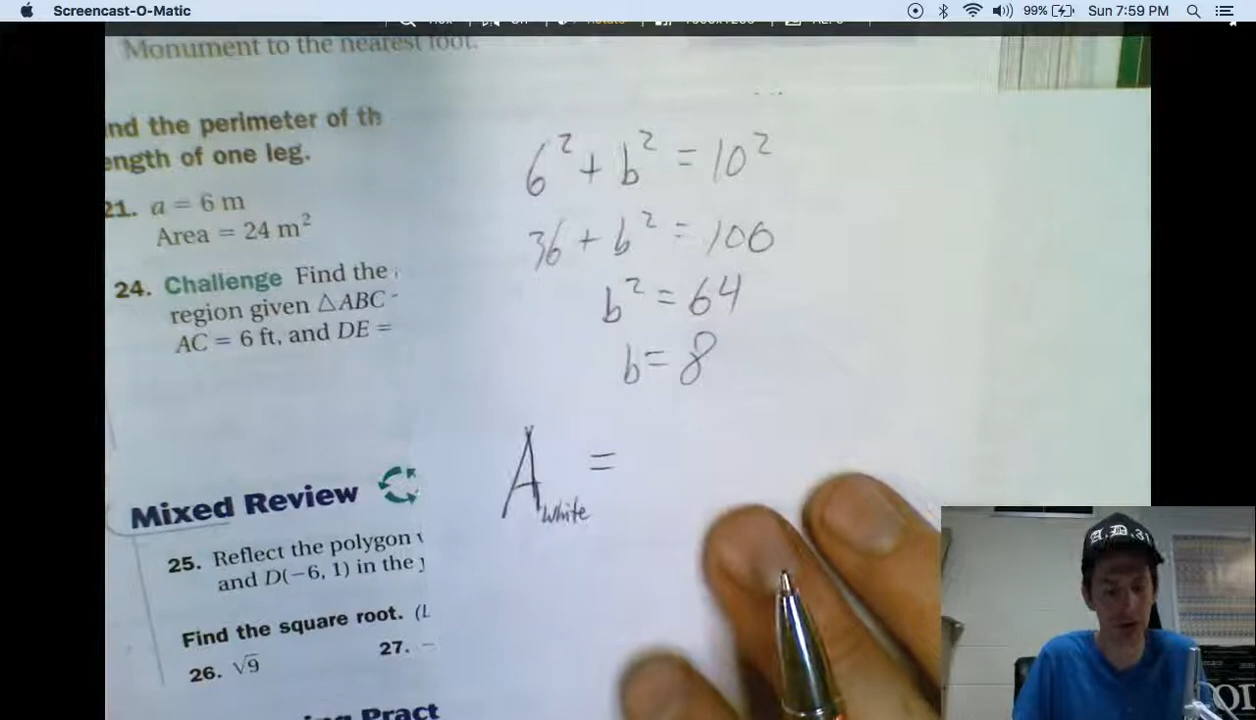 Screencast-O-Matic
99%
Sun 7:59 PM
Monument to the nearest foot.
nd the perimeter of th
ength of one leg.
21. a = 6 m
Area = 24 m²
24. Challenge Find the
region given △ABC
AC = 6 ft, and DE =
Mixed Review
25. Reflect the polygon
and D(−6, 1) in the
Find the square root. (L
26. √9
27. −
Pract
6² + b² = 10²
36 + b² = 100
b² = 64
b = 8
A white =
A.D. 31